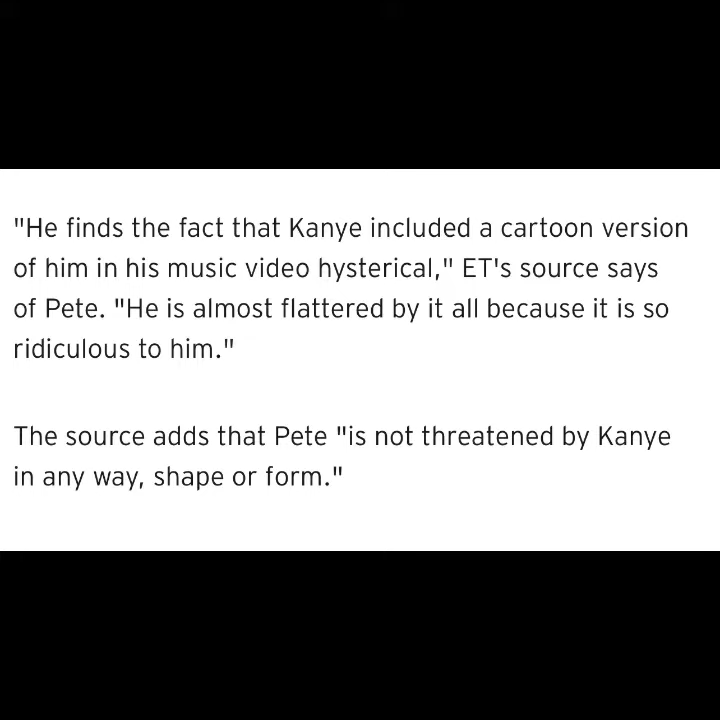 "He finds the fact that Kanye included a cartoon version
of him in his music video hysterical," ET's source says
of Pete. "He is almost flattered by it all because it is so
ridiculous to him."
The source adds that Pete "is not threatened by Kanye
in any way, shape or form."